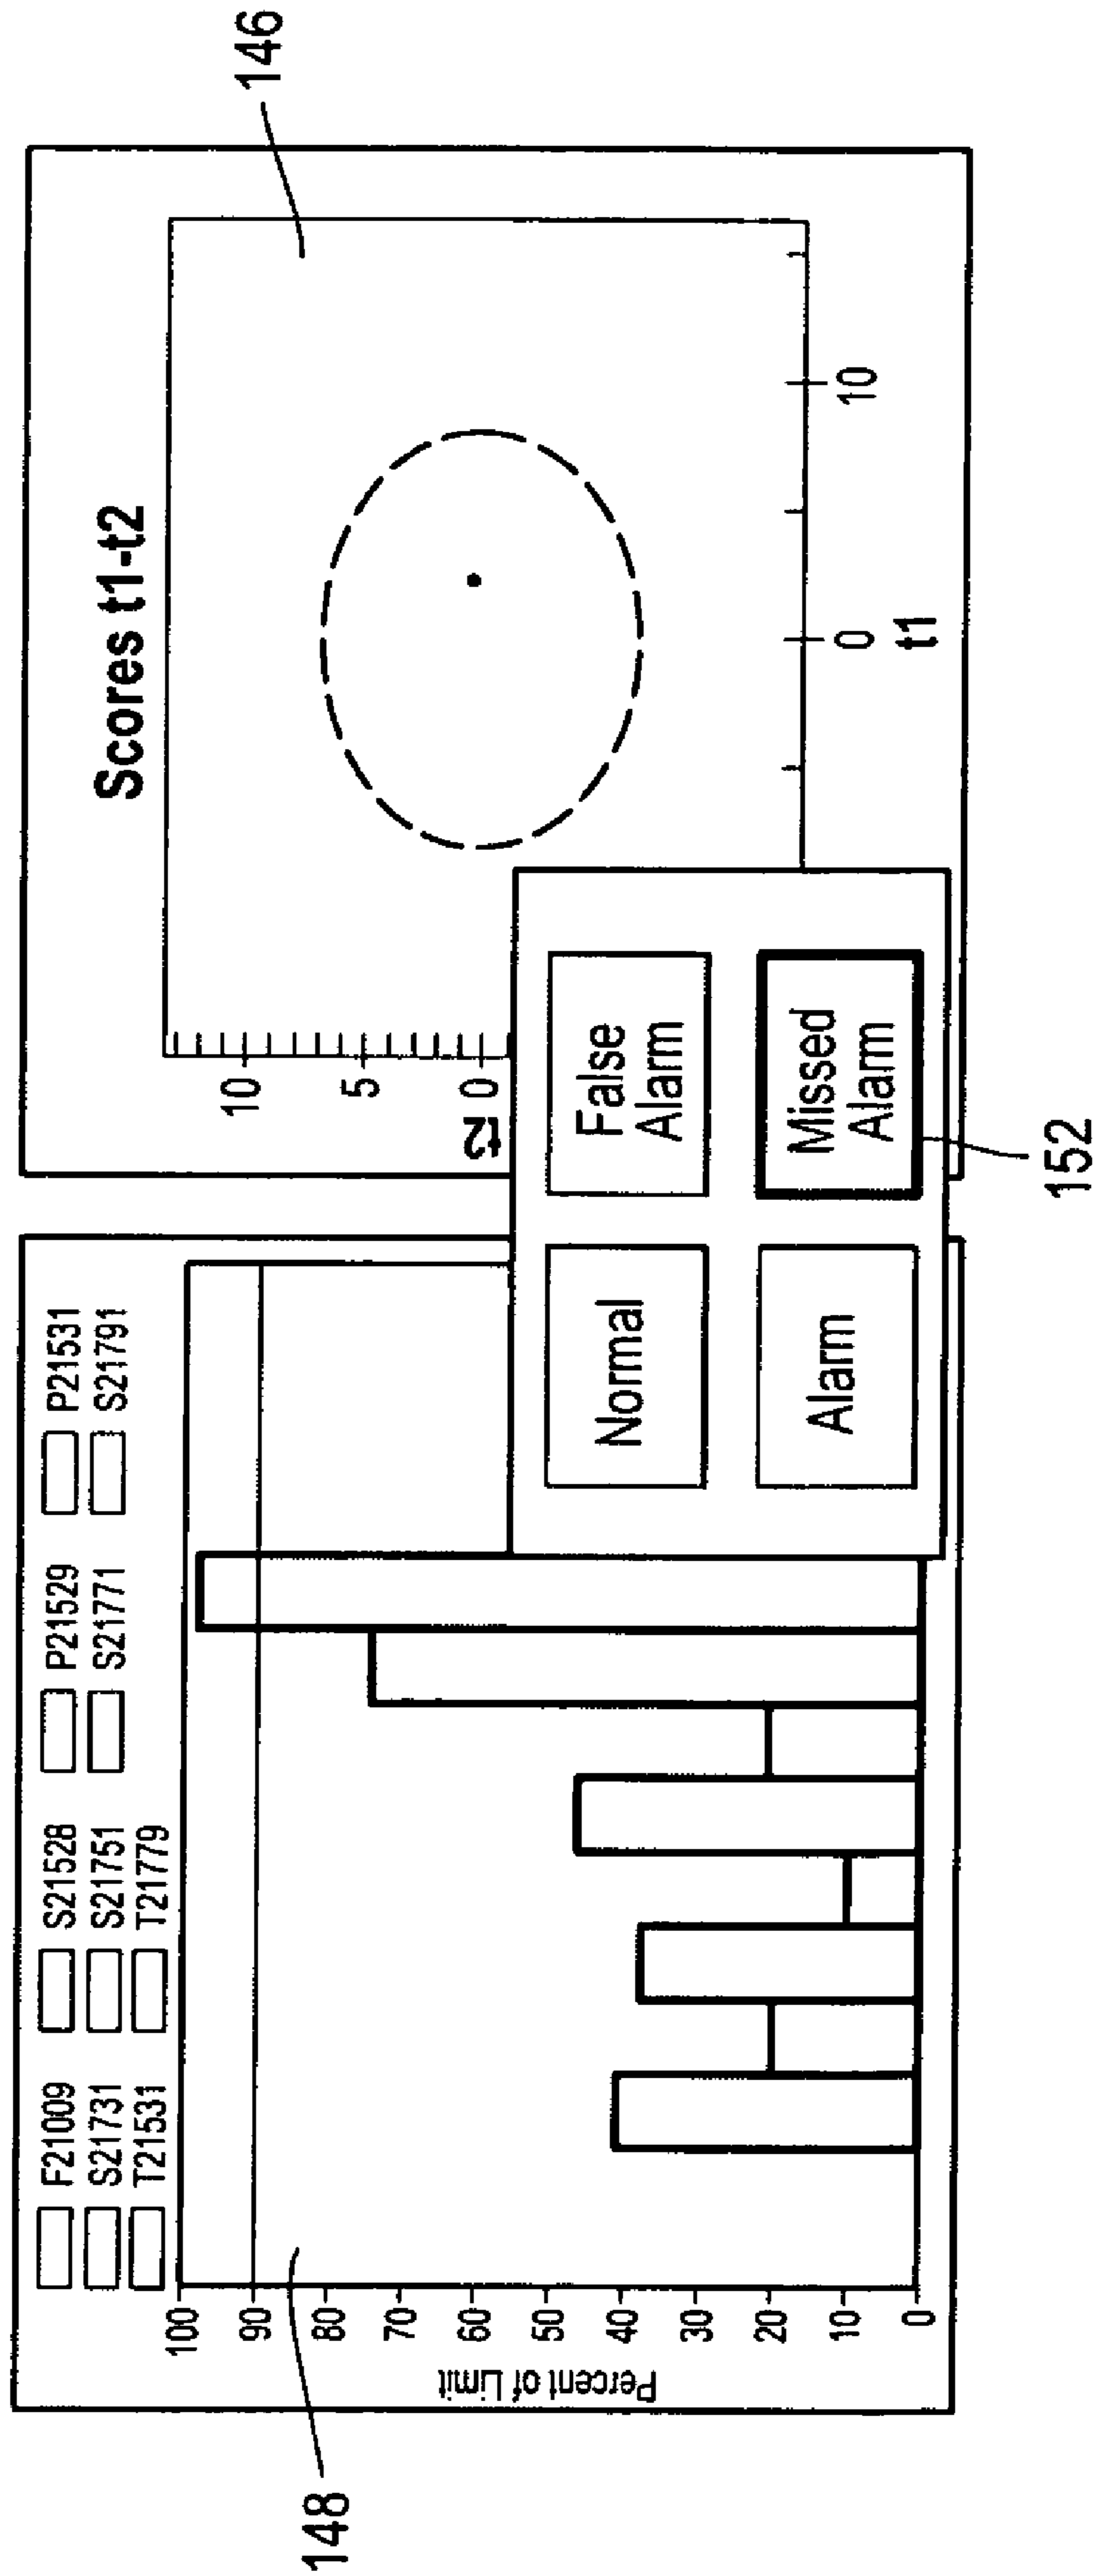 148
F21009 S21528 P21529 P21531
S21731 S21751 S21771 S21791
T21531 T21779
100
90
80
70
60
50
40
30
20
10
0
Percent of Limit
Normal
False
Alarm
Alarm
Missed
Alarm
152
Scores t1-t2
10
5
0
t2
0
10
t1
146